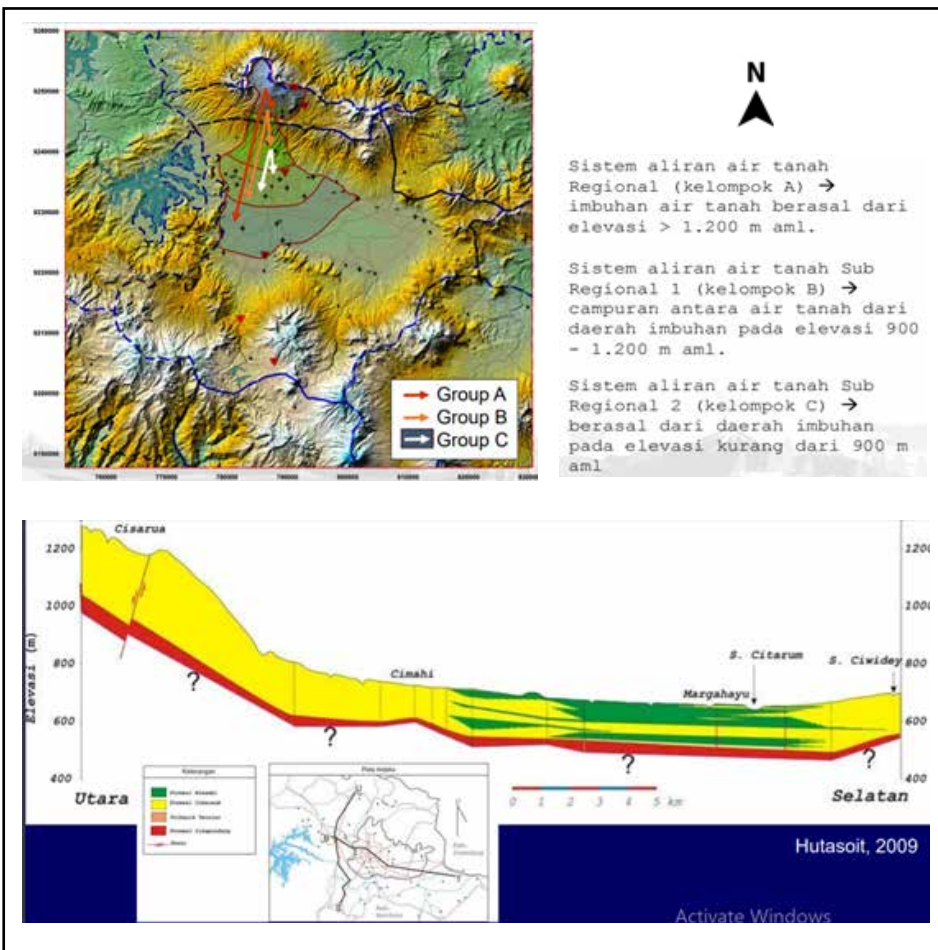 N
Sistem aliran air tanah
Regional (kelompok A) →
imbuhan air tanah berasal dari
elevasi > 1.200 m aml.
Sistem aliran air tanah Sub
Regional 1 (kelompok B) →
campuran antara air tanah dari
daerah imbuhan pada elevasi 900
- 1.200 m aml.
Sistem aliran air tanah Sub
Regional 2 (kelompok C) →
berasal dari daerah imbuhan
pada elevasi kurang dari 900 m
aml
Group A
Group B
Group C
Cisarua
1200
1000
800
600
400
Elevasi (m)
1200
1000
800
600
400
Cimahi
S. Citarum
S. Ciwidey
Margahayu
?
?
?
?
Utara
Selatan
0 1 2 3 4 5 km
Keterangan
Peta Indeks
Hutasoit, 2009
Activate Windows